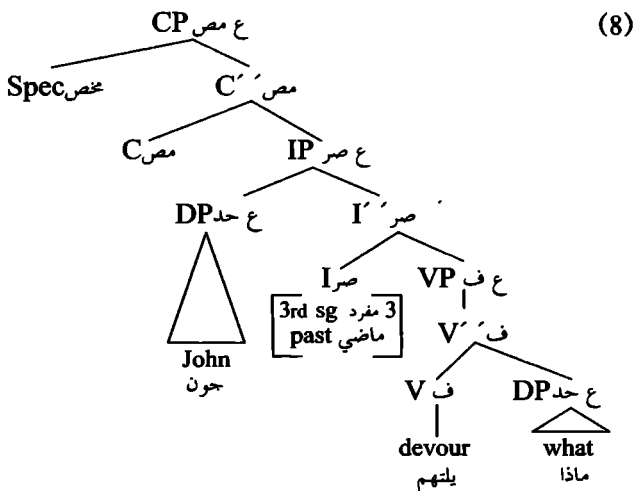 (8)
CP ع مص
Spec مخص C´ ´ مص
C مص IP ع صر
DP ع حد I´ ´ صر
I صر VP ع ف
3rd sg مفرد 3
past ماضي V´ ´ ف
John
جون V ف DP ع حد
devour what
يلتهم ماذا